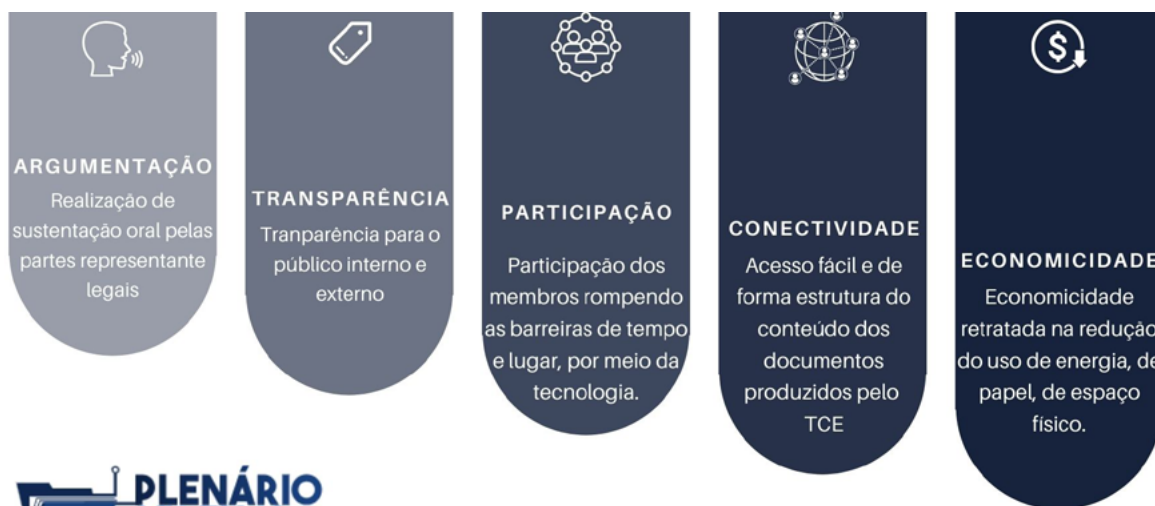 ARGUMENTAÇÃO
Realização de
sustentação oral pelas
partes representante
legais
TRANSPARÊNCIA
Tranparência para o
público interno e
externo
PARTICIPAÇÃO
Participação dos
membros rompendo
as barreiras de tempo
e lugar, por meio da
tecnologia.
CONECTIVIDADE
Acesso fácil e de
forma estrutura do
conteúdo dos
documentos
produzidos pelo
TCE
$
ECONOMICIDADE
Economicidade
retratada na redução
do uso de energia, de
papel, de espaço
físico.
PLENÁRIO